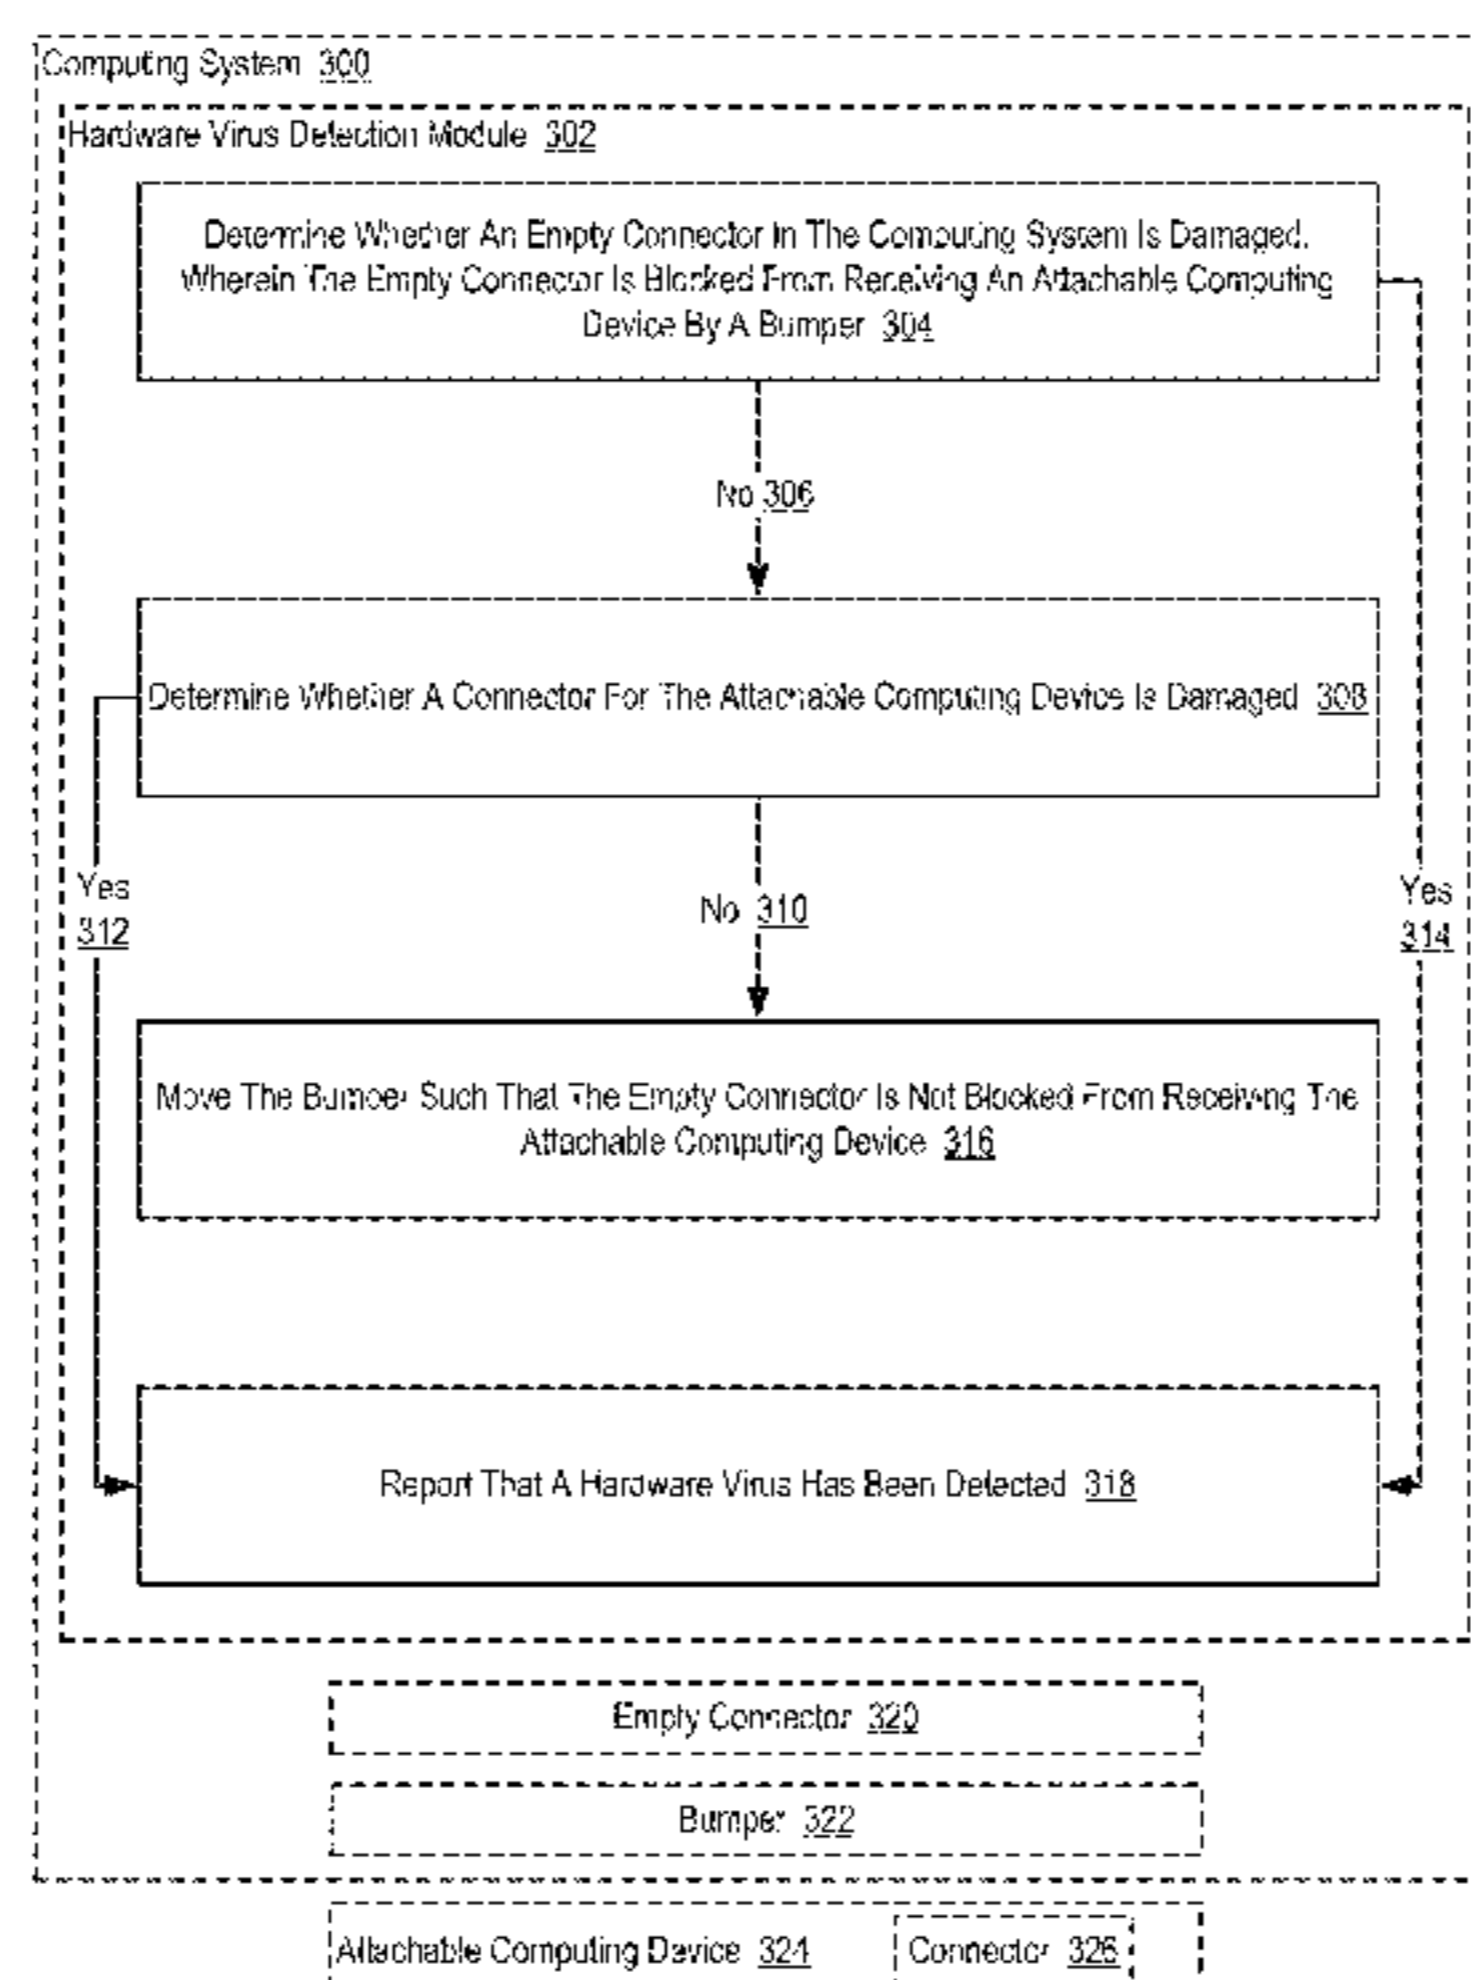 Computing System 300
Hardware Virus Detection Module 302
Determine Whether An Empty Connector In The Computing System Is Damaged,
Wherein The Empty Connector Is Blocked From Receiving An Attachable Computing
Device By A Bumper 304
No 306
Determine Whether A Connector For The Attachable Computing Device Is Damaged 308
Yes
312
No 310
Yes
314
Move The Bumper Such That The Empty Connector Is Not Blocked From Receiving The
Attachable Computing Device 316
Report That A Hardware Virus Has Been Detected 318
Empty Connector 320
Bumper 322
Attachable Computing Device 324
Connector 326